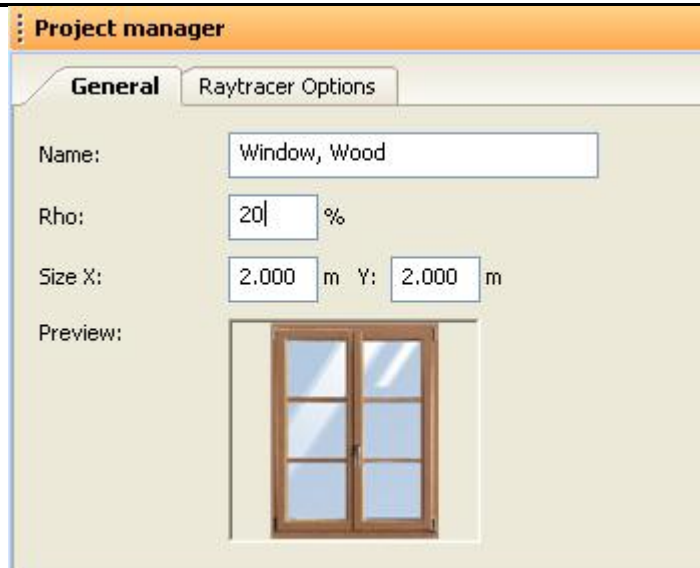 Project manager
General Raytracer Options
Name: Window, Wood
Rho: 20 %
Size X: 2.000 m Y: 2.000 m
Preview: